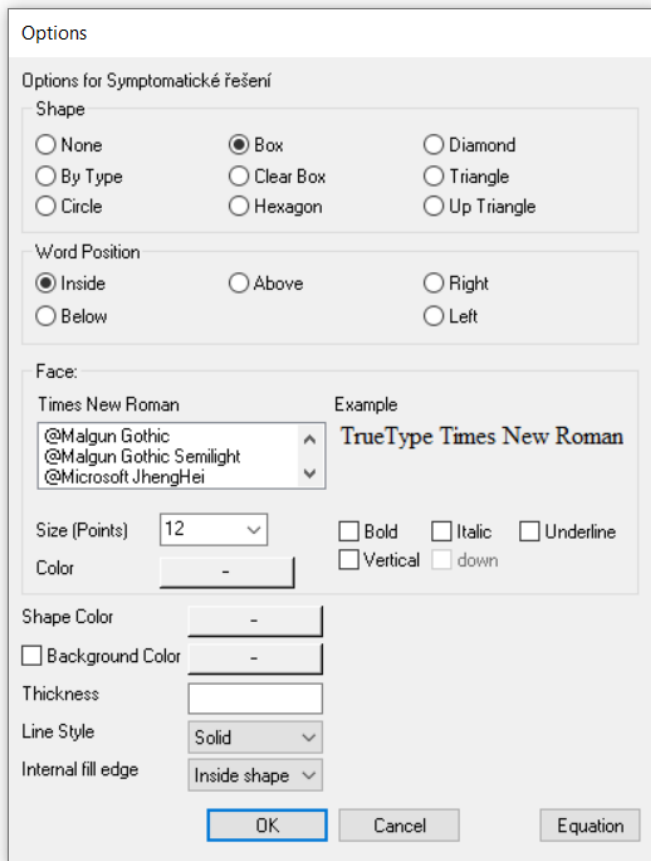 Options
Options for Symptomatické řešení
Shape
None Box Diamond
By Type Clear Box Triangle
Circle Hexagon Up Triangle
Word Position
Inside Above Right
Below Left
Face:
Times New Roman Example
@Malgun Gothic TrueType Times New Roman
@Malgun Gothic Semilight
@Microsoft JhengHei
Size (Points) 12 Bold Italic Underline
Color - Vertical down
Shape Color -
Background Color -
Thickness
Line Style Solid
Internal fill edge Inside shape
OK Cancel Equation